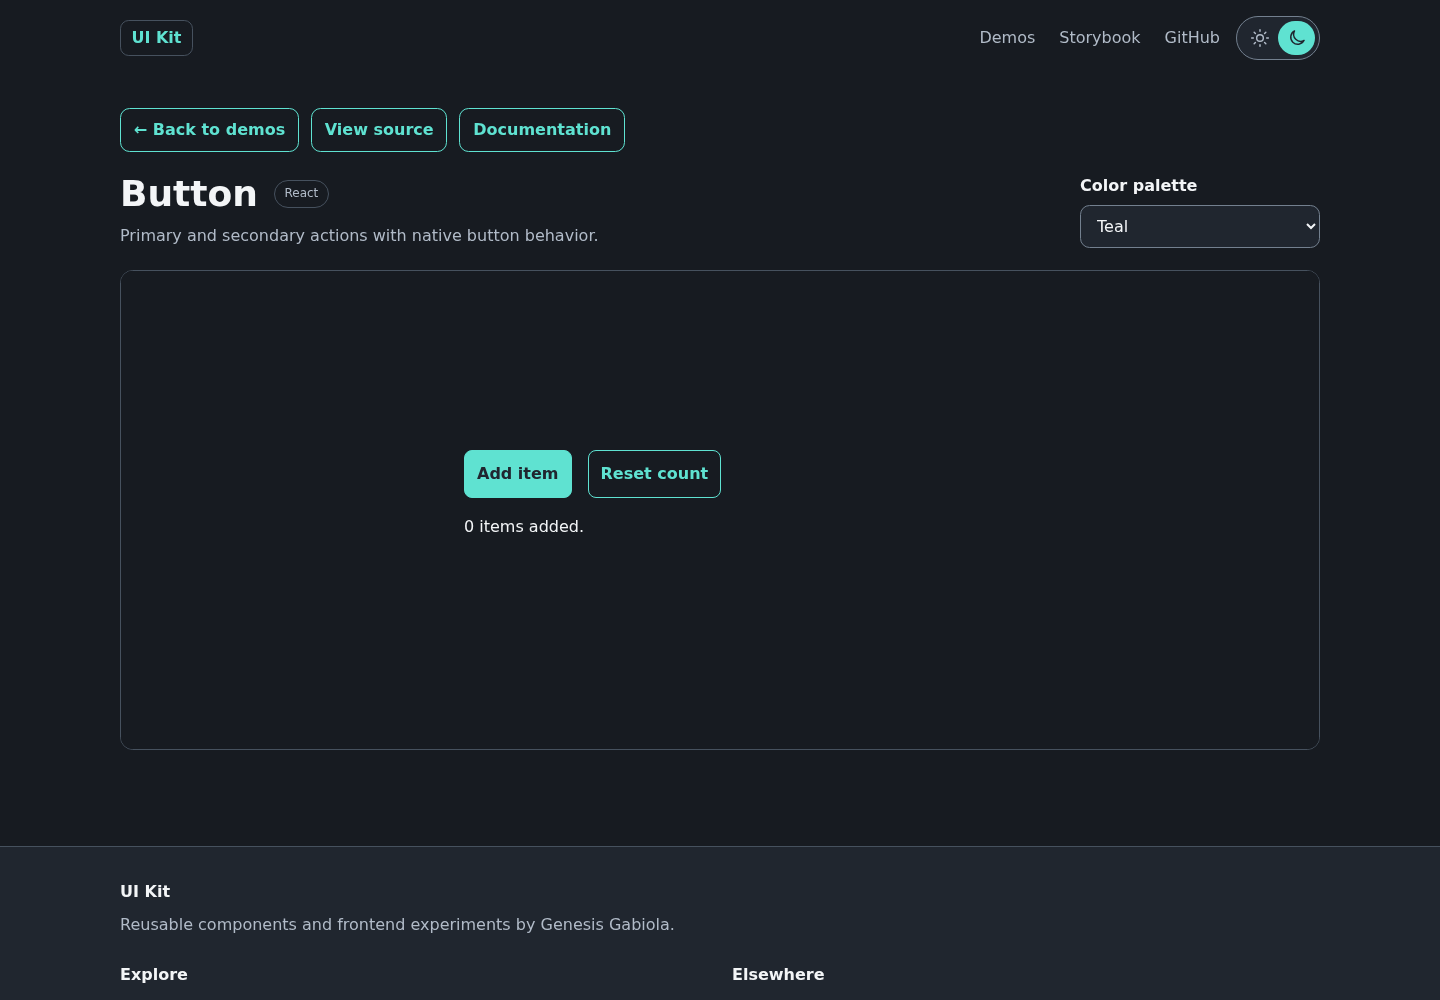 UI Kit
Demos Storybook GitHub
← Back to demos View source Documentation
Button React
Primary and secondary actions with native button behavior.
Color palette
Teal
Add item Reset count
0 items added.
UI Kit
Reusable components and frontend experiments by Genesis Gabiola.
Explore Elsewhere